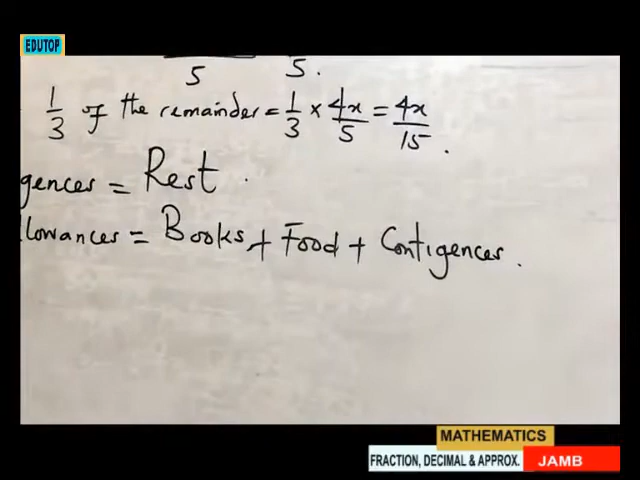 EDUTOP
5 5.
1/3 of the remainder = 1/3 × 4x/5 = 4x/15.
gences = Rest.
llowances = Books + Food + Contigences.
MATHEMATICS
FRACTION, DECIMAL & APPROX. JAMB